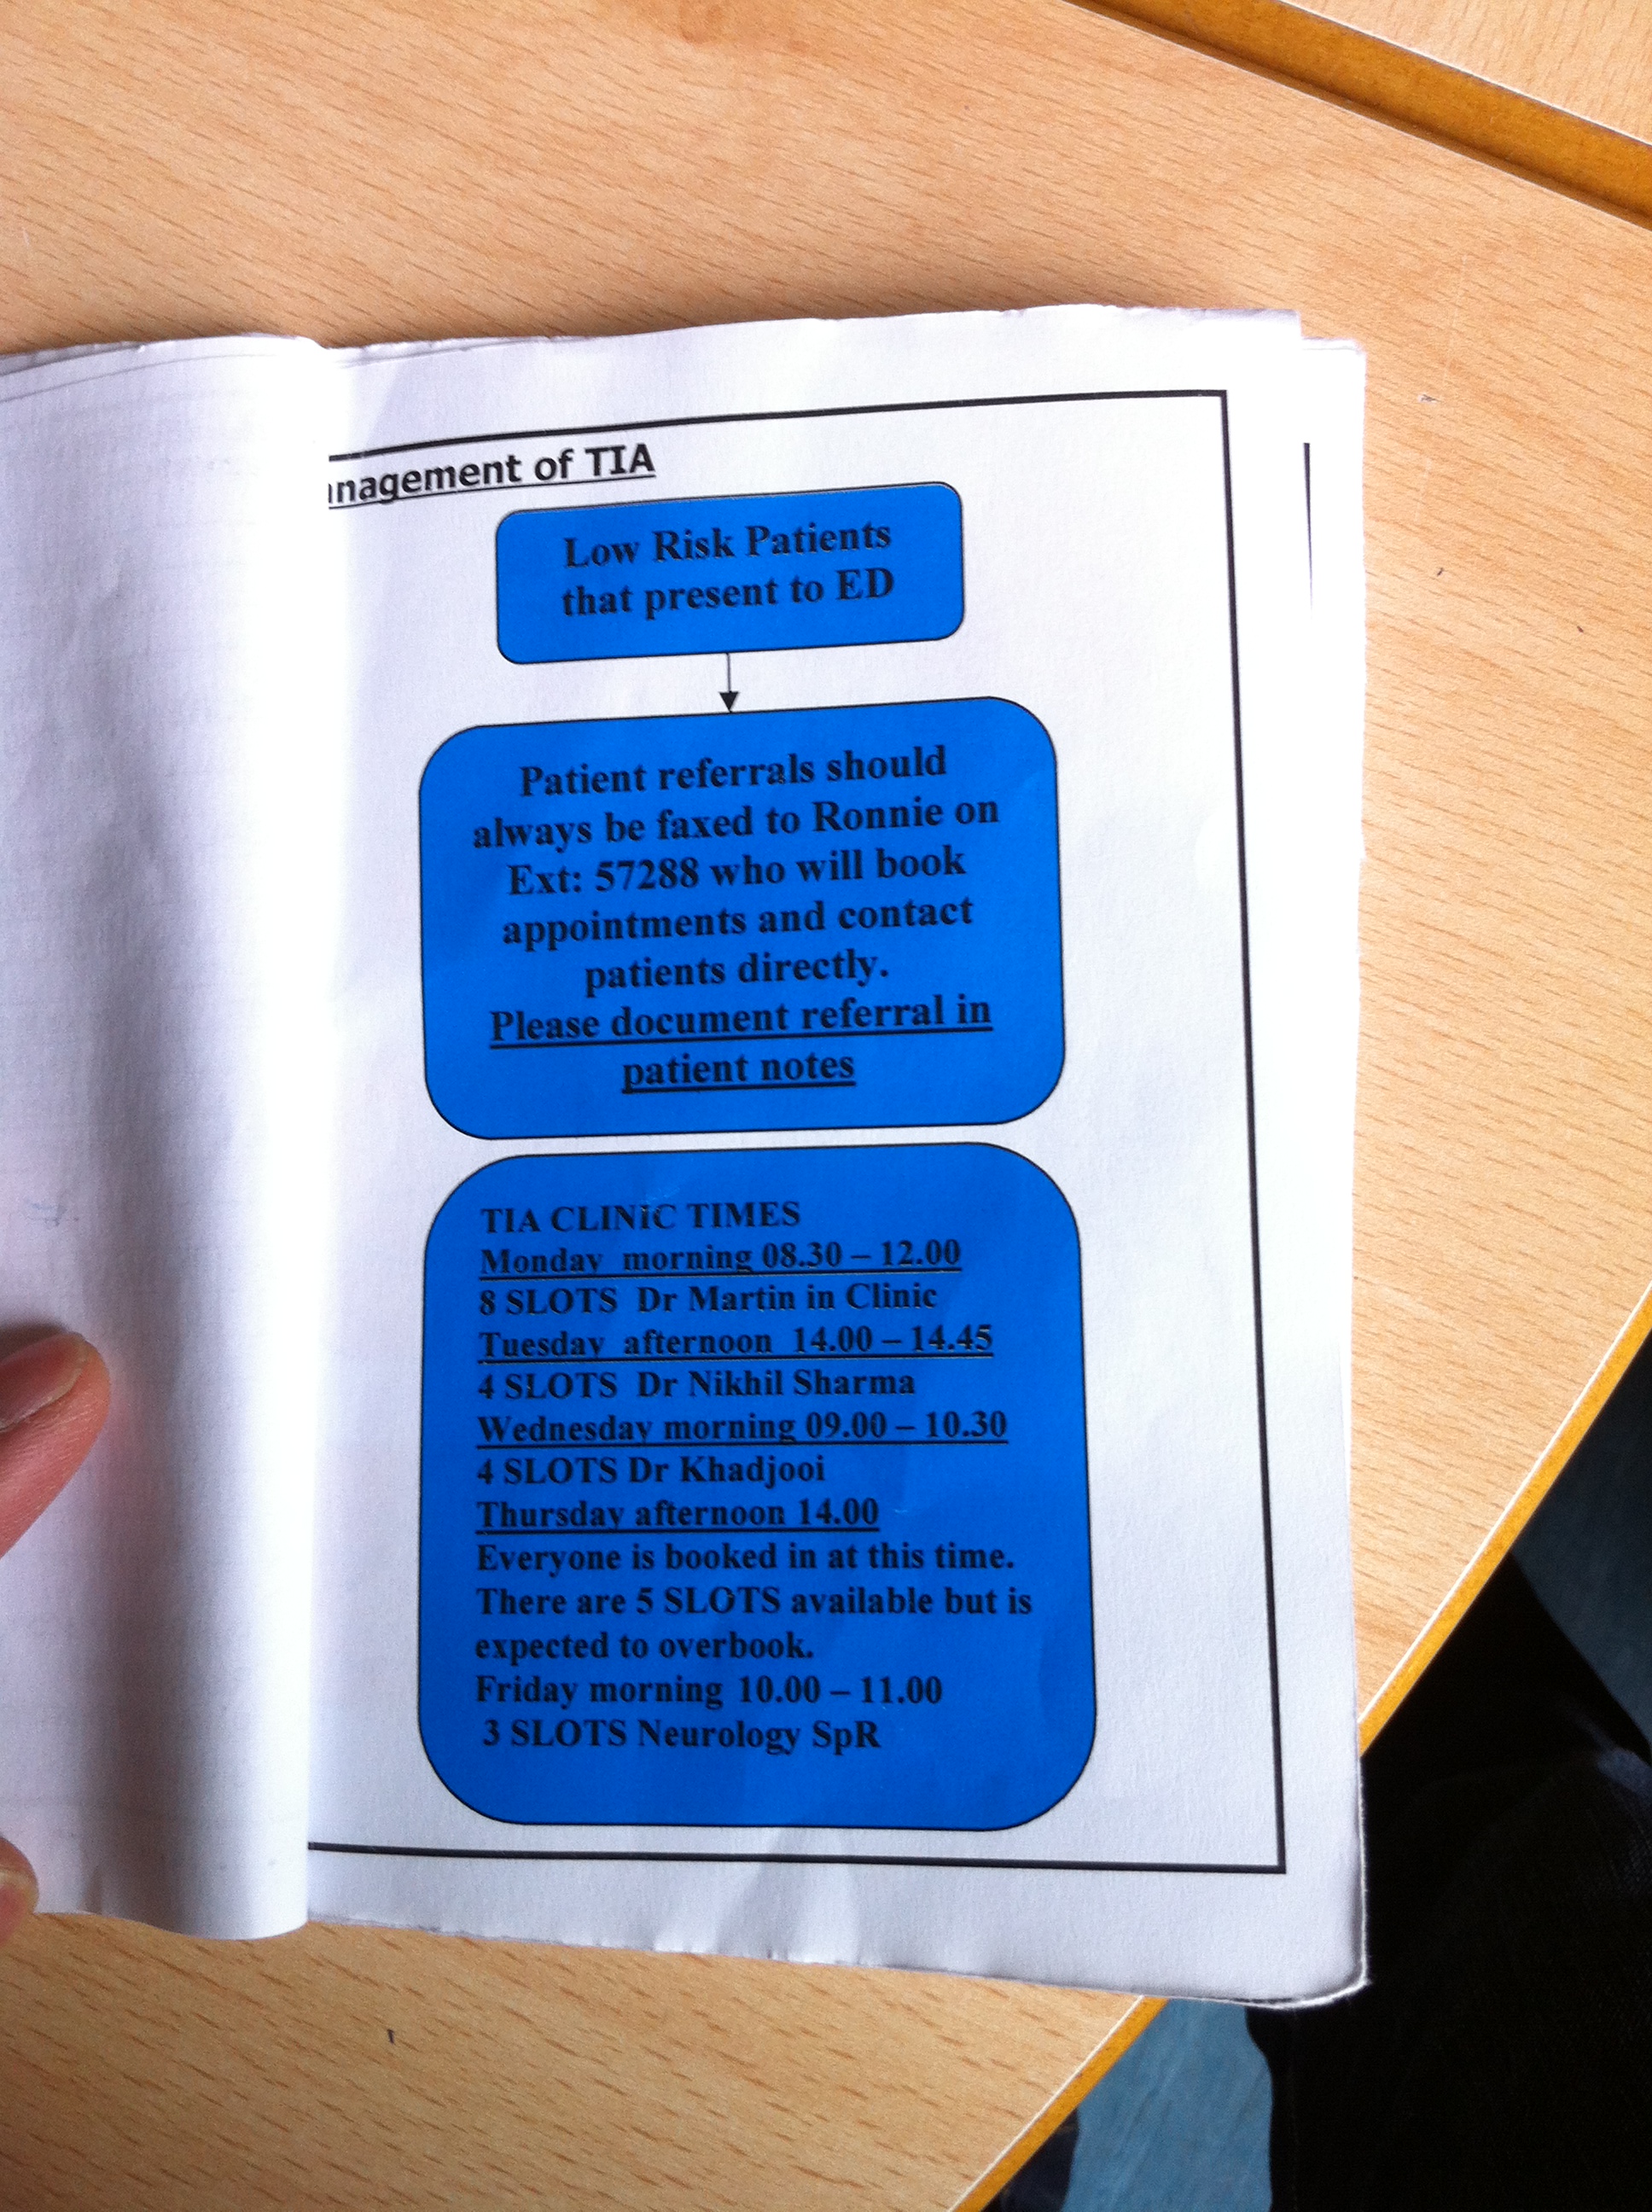 nagement of TIA
Low Risk Patients
that present to ED
Patient referrals should
always be faxed to Ronnie on
Ext: 57288 who will book
appointments and contact
patients directly.
Please document referral in
patient notes
TIA CLINiC TIMES
Monday morning 08.30 – 12.00
8 SLOTS Dr Martin in Clinic
Tuesday afternoon 14.00 – 14.45
4 SLOTS Dr Nikhil Sharma
Wednesday morning 09.00 – 10.30
4 SLOTS Dr Khadjooi
Thursday afternoon 14.00
Everyone is booked in at this time.
There are 5 SLOTS available but is
expected to overbook.
Friday morning 10.00 – 11.00
3 SLOTS Neurology SpR